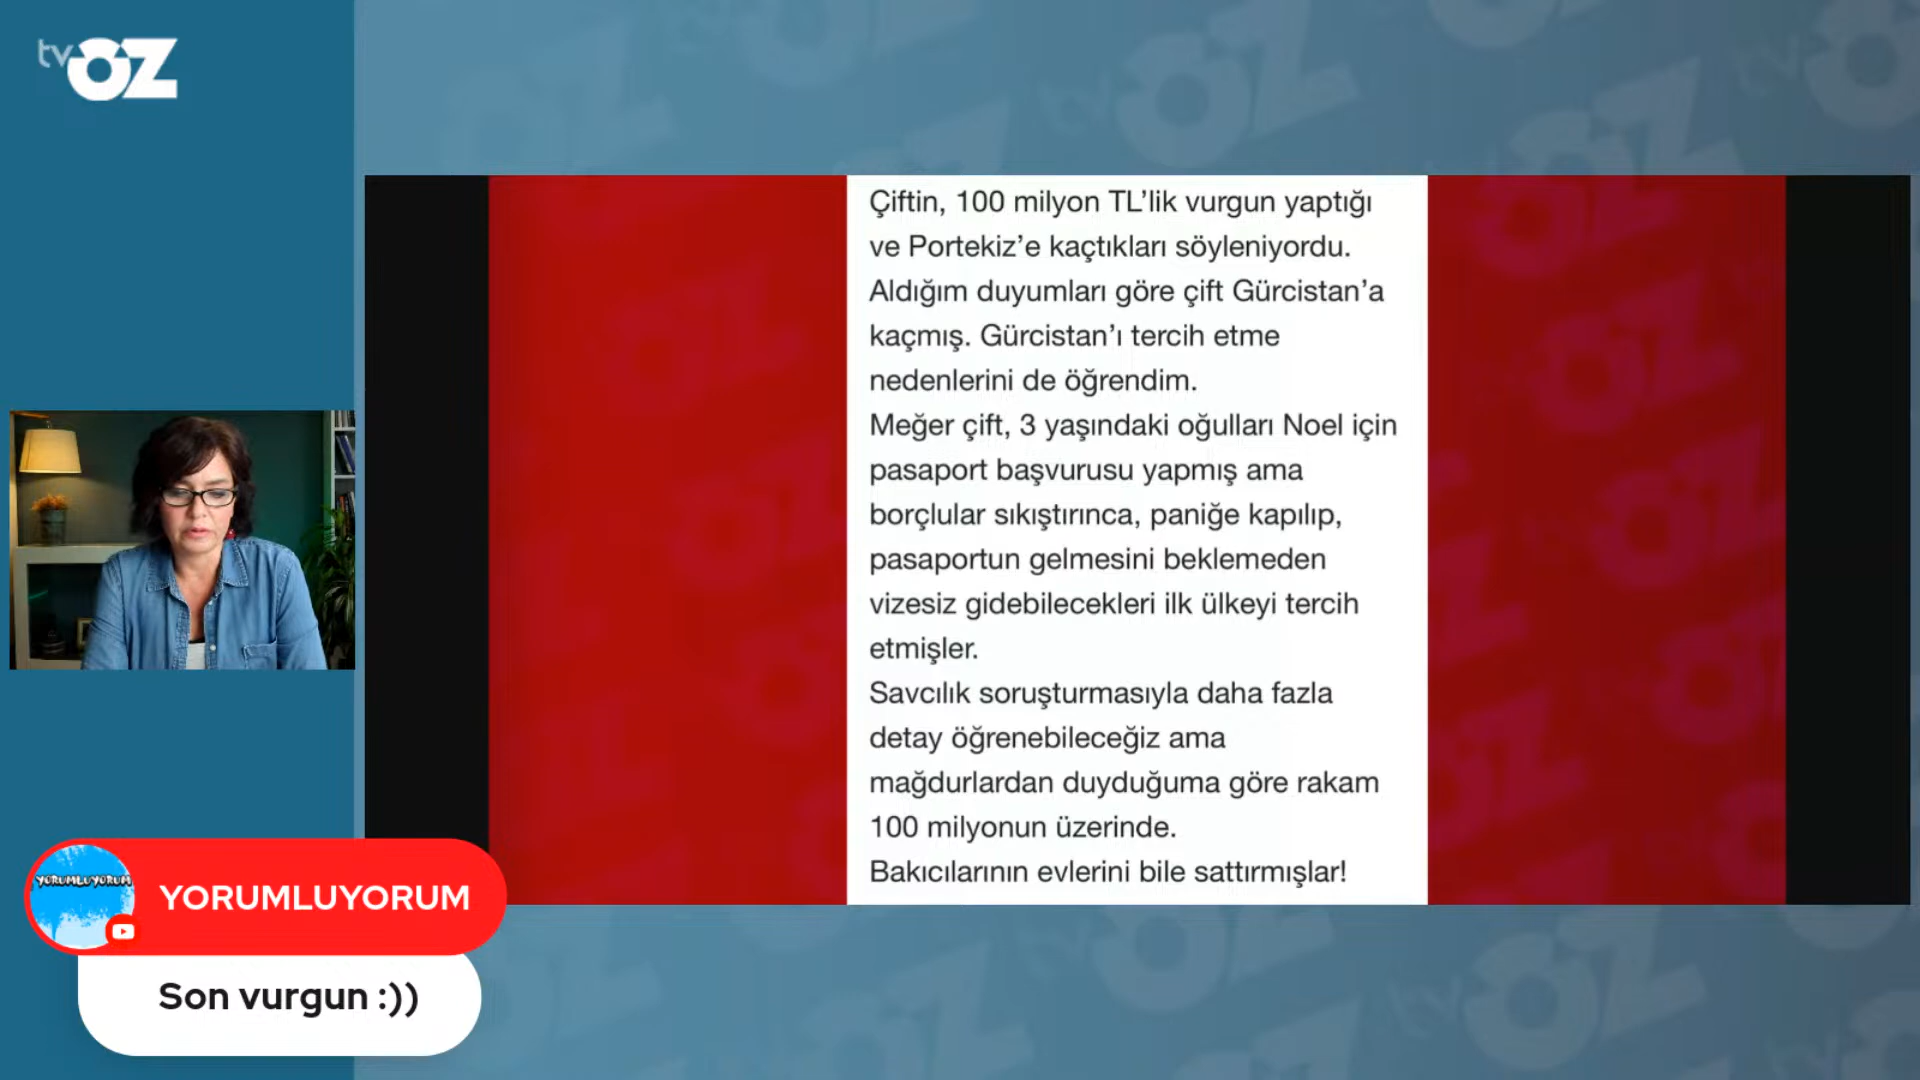 tv ÖZ
Çiftin, 100 milyon TL’lik vurgun yaptığı
ve Portekiz’e kaçtıkları söyleniyordu.
Aldığım duyumları göre çift Gürcistan’a
kaçmış. Gürcistan’ı tercih etme
nedenlerini de öğrendim.
Meğer çift, 3 yaşındaki oğulları Noel için
pasaport başvurusu yapmış ama
borçlular sıkıştırınca, paniğe kapılıp,
pasaportun gelmesini beklemeden
vizesiz gidebilecekleri ilk ülkeyi tercih
etmişler.
Savcılık soruşturmasıyla daha fazla
detay öğrenebileceğiz ama
mağdurlardan duyduğuma göre rakam
100 milyonun üzerinde.
Bakıcılarının evlerini bile sattırmışlar!
YORUMLUYORUM
YORUMLUYORUM
Son vurgun :))